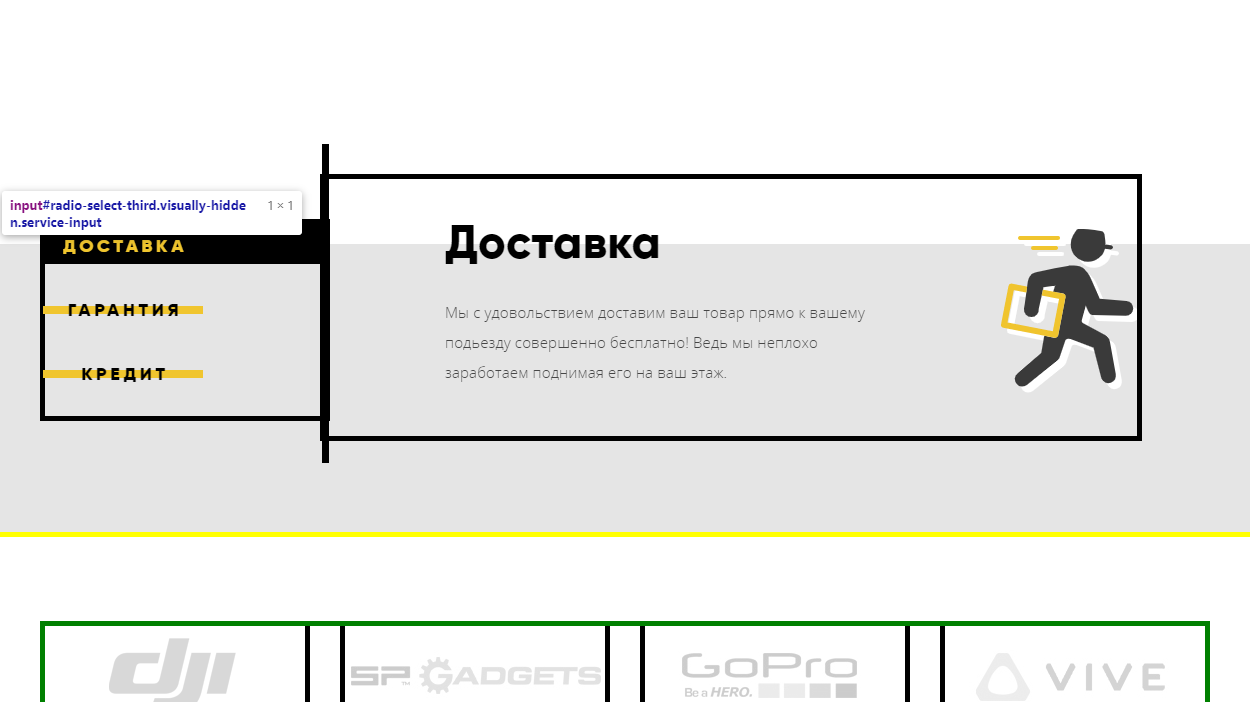 input#radio-select-third.visually-hidde
n.service-input
1 × 1
ДОСТАВКА
ГАРАНТИЯ
КРЕДИТ
Доставка
Мы с удовольствием доставим ваш товар прямо к вашему
подьезду совершенно бесплатно! Ведь мы неплохо
заработаем поднимая его на ваш этаж.
dji
SP™ GADGETS
GoPro
Be a HERO.
VIVE